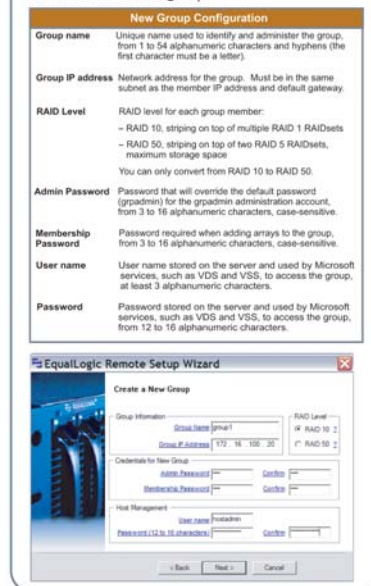 New Group Configuration
Group name Unique name used to identify and administer the group,
from 1 to 54 alphanumeric characters and hyphens (the
first character must be a letter).
Group IP address Network address for the group. Must be in the same
subnet as the member IP address and default gateway.
RAID Level RAID level for each group member:
– RAID 10, striping on top of multiple RAID 1 RAIDsets
– RAID 50, striping on top of two RAID 5 RAIDsets,
maximum storage space
You can only convert from RAID 10 to RAID 50.
Admin Password Password that will override the default password
(grpadmin) for the grpadmin administration account,
from 3 to 16 alphanumeric characters, case-sensitive.
Membership Password required when adding arrays to the group,
Password from 3 to 16 alphanumeric characters, case-sensitive.
User name User name stored on the server and used by Microsoft
services, such as VDS and VSS, to access the group,
at least 3 alphanumeric characters.
Password Password stored on the server and used by Microsoft
services, such as VDS and VSS, to access the group,
from 12 to 16 alphanumeric characters.
EqualLogic Remote Setup Wizard
Create a New Group
Group Information
Group Name group1
Group IP Address 172 . 16 . 100 . 20
RAID Level
RAID 10 ?
RAID 50 ?
Credentials for New Group
Admin Password *** Confirm ***
Membership Password *** Confirm ***
Host Management
User name hostadmin
Password (12 to 16 characters) Confirm
< Back Next > Cancel